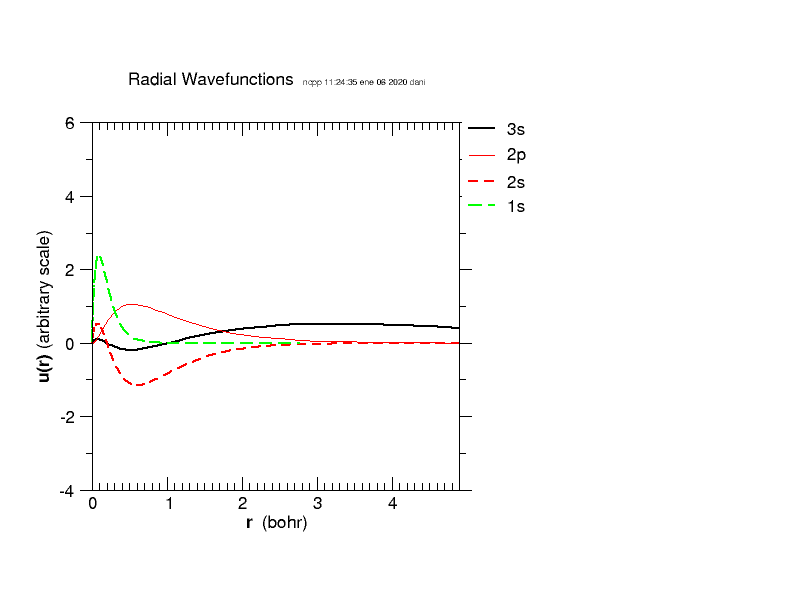 Radial Wavefunctions ncpp 11:24:35 ene 06 2020 dani
6
4
2
0
-2
-4
0 1 2 3 4
r (bohr)
u(r) (arbitrary scale)
3s
2p
2s
1s